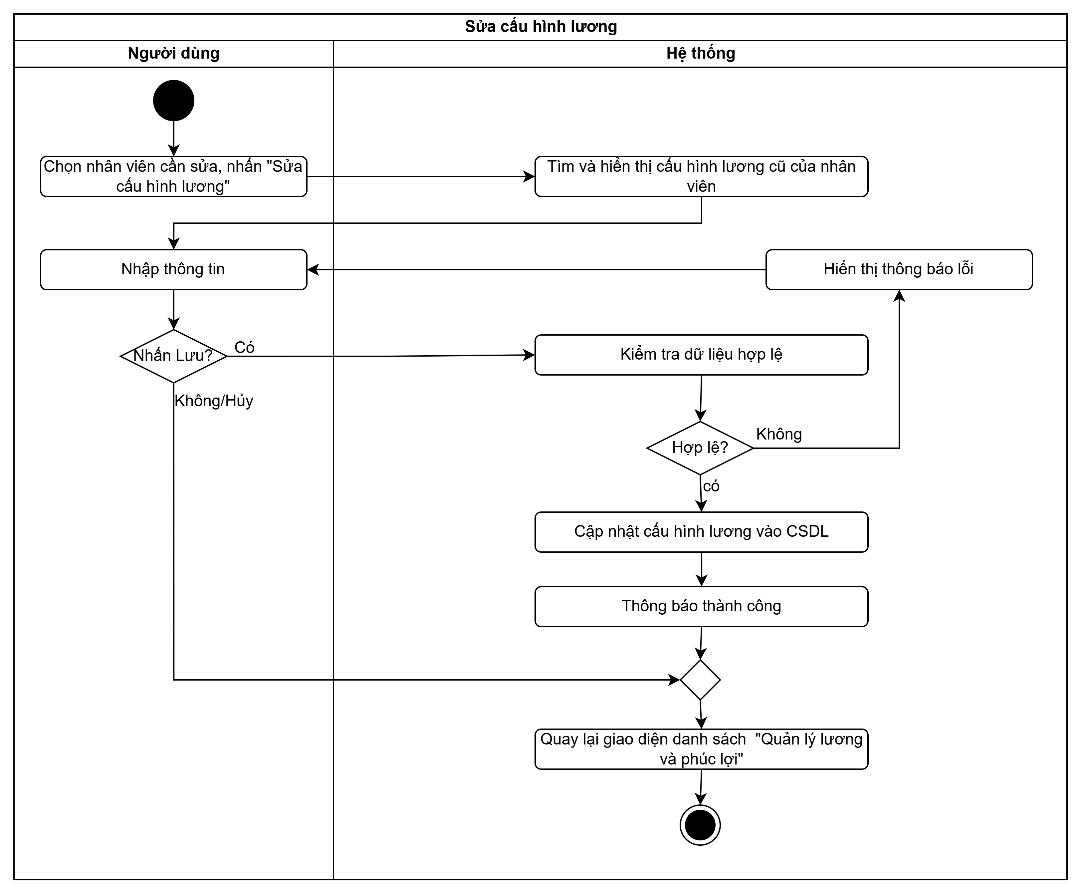 Sửa cấu hình lương
Người dùng
Hệ thống
Chọn nhân viên cần sửa, nhấn "Sửa
cấu hình lương"
Tìm và hiển thị cấu hình lương cũ của nhân
viên
Nhập thông tin
Hiển thị thông báo lỗi
Nhấn Lưu?
Có
Kiểm tra dữ liệu hợp lệ
Không/Hủy
Hợp lệ?
Không
có
Cập nhật cấu hình lương vào CSDL
Thông báo thành công
Quay lại giao diện danh sách "Quản lý lương
và phúc lợi"